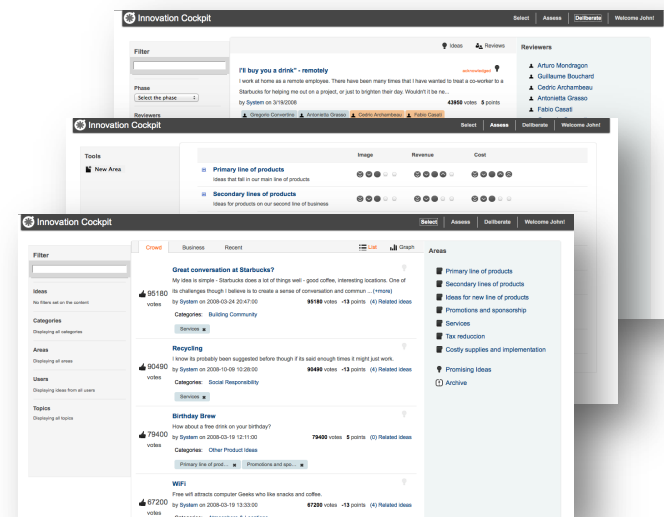 Innovation Cockpit
Select Assess Deliberate Welcome John!
Filter
Ideas Reviews
Reviewers
Phase
Select the phase
Reviewers
I'll buy you a drink" - remotely
acknowledged
I work at home as a remote employee. There have been many times that I have wanted to treat a co-worker to a
Starbucks for helping me out on a project, or just to brighten their day. Wouldn't it be ne...
by System on 3/19/2008 43950 votes 5 points
Gregorio Convertino Antonietta Grasso Cedric Archambeau Fabio Casati
Arturo Mondragon
Guillaume Bouchard
Cedric Archambeau
Antonietta Grasso
Fabio Casati
Innovation Cockpit
Select Assess Deliberate Welcome John!
Tools
New Area
Image Revenue Cost
Primary line of products
Ideas that fall in our main line of products
Secondary lines of products
Ideas for products on our second line of business
Innovation Cockpit
Select Assess Deliberate Welcome John!
Filter
Ideas
No filters set on the content
Categories
Displaying all categories
Areas
Displaying all areas
Users
Displaying ideas from all users
Topics
Displaying all topics
Crowd Business Recent List Graph
Great conversation at Starbucks?
My idea is simple - Starbucks does a lot of things well - good coffee, interesting locations. One of
its challenges though I believe is to create a sense of conversation and commun ...(+more)
95180
votes
by System on 2008-03-24 20:47:00 95180 votes -13 points (4) Related ideas
Categories: Building Community
Services x
Recycling
I know its probably been suggested before though if its said enough times it might just work.
90490
votes
by System on 2008-10-09 10:28:00 90490 votes -13 points (4) Related ideas
Categories: Social Responsibility
Services x
Birthday Brew
How about a free drink on your birthday?
79400
votes
by System on 2008-03-19 12:11:00 79400 votes 5 points (0) Related ideas
Categories: Other Product Ideas
Primary line of prod... x Promotions and spo... x
WiFi
Free wifi attracts computer Geeks who like snacks and coffee.
67200
votes
by System on 2008-03-19 13:33:00 67200 votes -13 points (4) Related ideas
Areas
Primary line of products
Secondary lines of products
Ideas for new line of products
Promotions and sponsorship
Services
Tax reduccion
Costly supplies and implementation
Promising Ideas
Archive